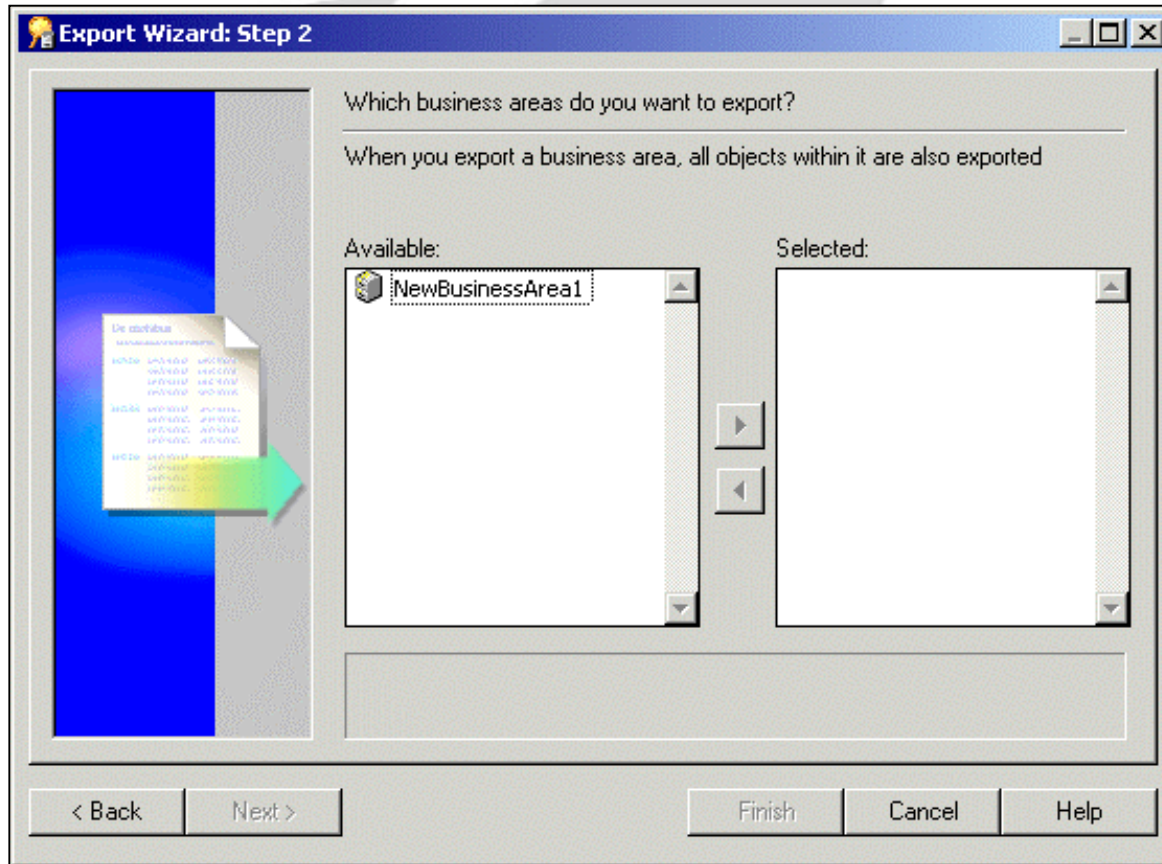 Export Wizard: Step 2
Which business areas do you want to export?
When you export a business area, all objects within it are also exported
Available:
Selected:
NewBusinessArea1
< Back
Next >
Finish
Cancel
Help